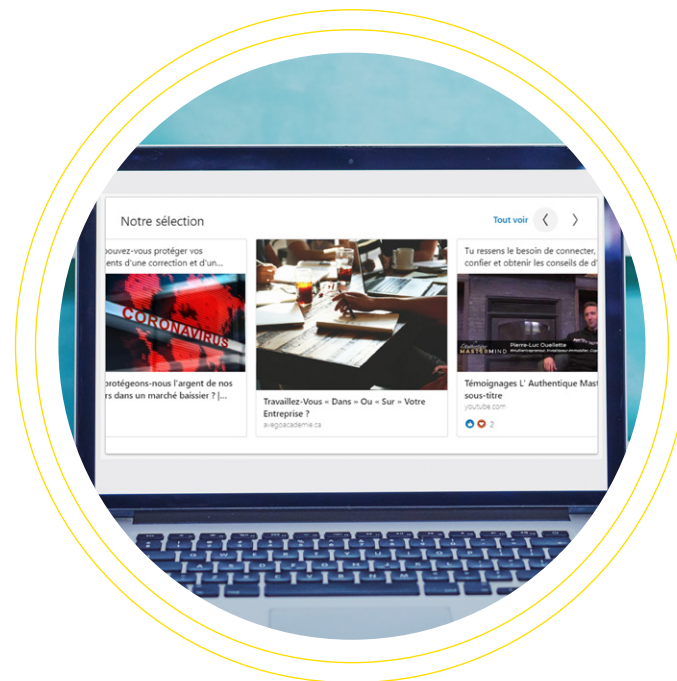 Notre sélection
Tout voir
pouvez-vous protéger vos
ents d'une correction et d'un...
CORONAVIRUS
protégeons-nous l'argent de nos
rs dans un marché baissier ? |...
Travaillez-Vous « Dans » Ou « Sur » Votre
Entreprise ?
avegoacademie.ca
Tu ressens le besoin de connecter,
confier et obtenir les conseils de d'
L'Authentique
MASTERMIND
Pierre-Luc Ouellette
Témoignages L' Authentique Mast
sous-titre
youtube.com
2